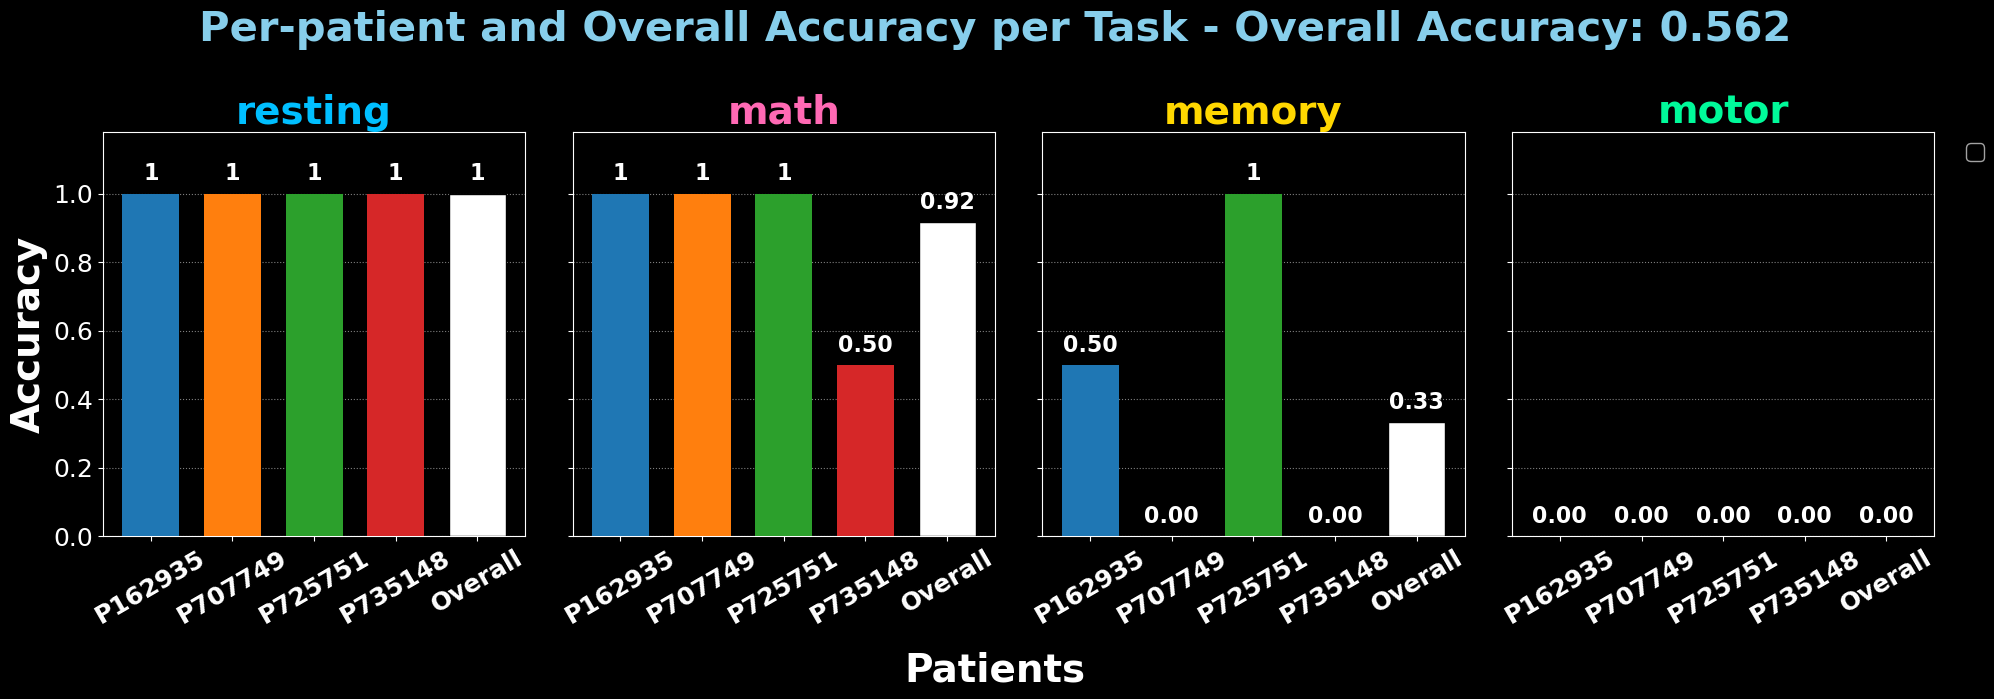 Per-patient and Overall Accuracy per Task - Overall Accuracy: 0.562
resting
math
memory
motor
Accuracy
1.0
0.8
0.6
0.4
0.2
0.0
1 1 1 1 1
1 1 1 0.50 0.92
0.50 0.00 1 0.00 0.33
0.00 0.00 0.00 0.00 0.00
P162935 P707749 P725751 P735148 Overall
P162935 P707749 P725751 P735148 Overall
P162935 P707749 P725751 P735148 Overall
P162935 P707749 P725751 P735148 Overall
Patients